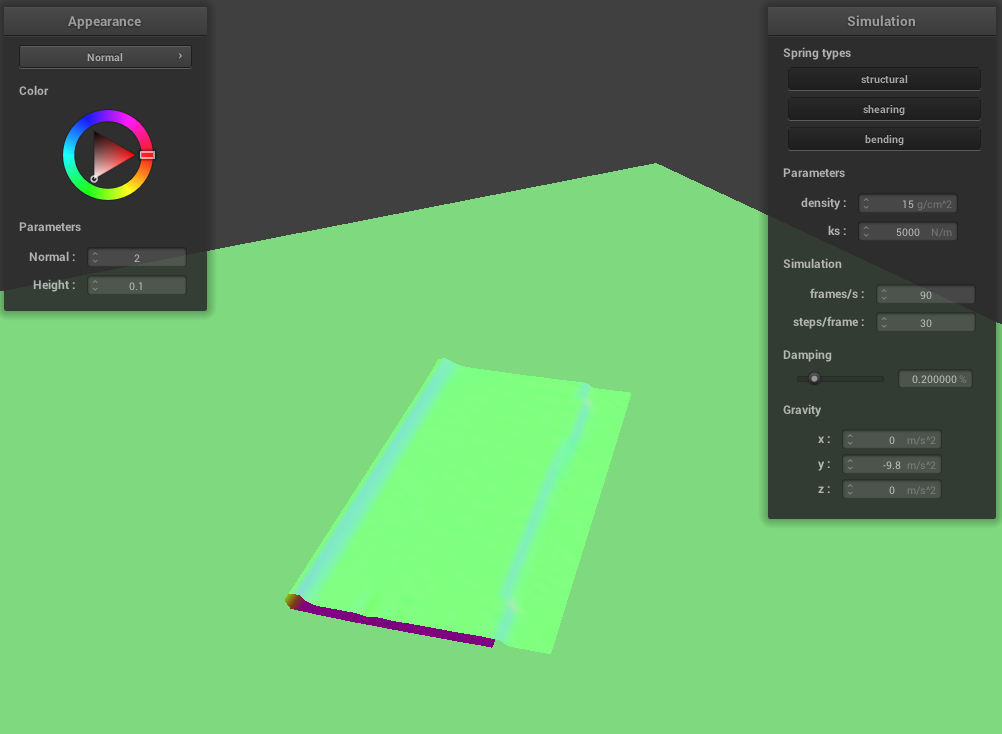 Appearance
Normal
Color
Parameters
Normal : 2
Height : 0.1
Simulation
Spring types
structural
shearing
bending
Parameters
density : 15 g/cm^2
ks : 5000 N/m
Simulation
frames/s : 90
steps/frame : 30
Damping
0.200000 %
Gravity
x : 0 m/s^2
y : -9.8 m/s^2
z : 0 m/s^2